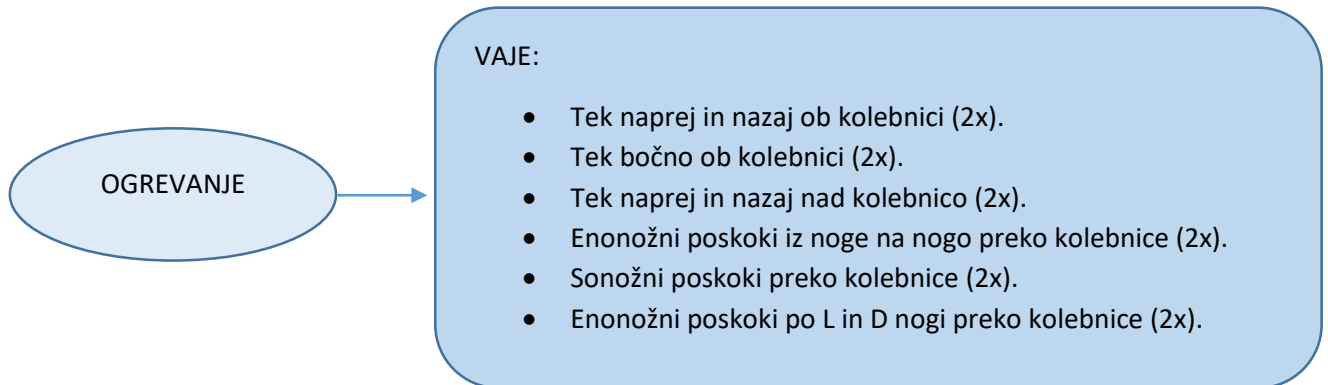 OGREVANJE
VAJE:
• Tek naprej in nazaj ob kolebnici (2x).
• Tek bočno ob kolebnici (2x).
• Tek naprej in nazaj nad kolebnico (2x).
• Enonožni poskoki iz noge na nogo preko kolebnice (2x).
• Sonožni poskoki preko kolebnice (2x).
• Enonožni poskoki po L in D nogi preko kolebnice (2x).